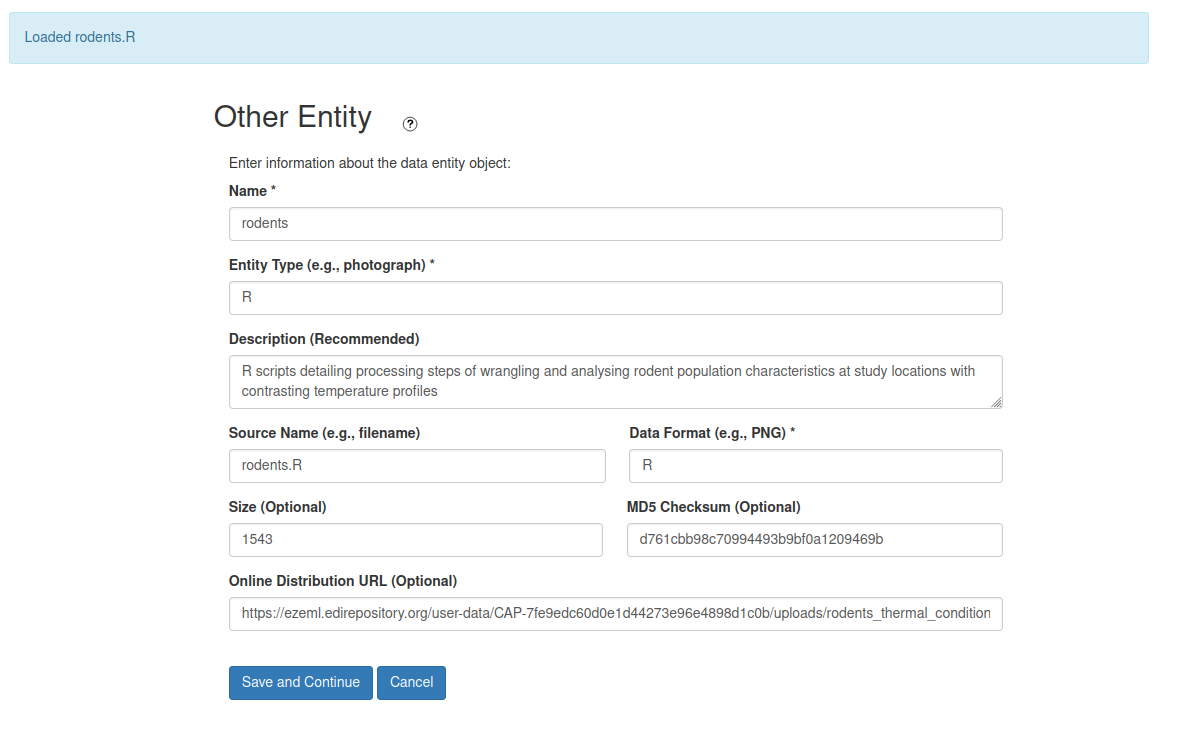 Loaded rodents.R
Other Entity ?
Enter information about the data entity object:
Name *
rodents
Entity Type (e.g., photograph) *
R
Description (Recommended)
R scripts detailing processing steps of wrangling and analysing rodent population characteristics at study locations with
contrasting temperature profiles
Source Name (e.g., filename) Data Format (e.g., PNG) *
rodents.R R
Size (Optional) MD5 Checksum (Optional)
1543 d761cbb98c70994493b9bf0a1209469b
Online Distribution URL (Optional)
https://ezeml.edirepository.org/user-data/CAP-7fe9edc60d0e1d44273e96e4898d1c0b/uploads/rodents_thermal_condition
Save and Continue Cancel